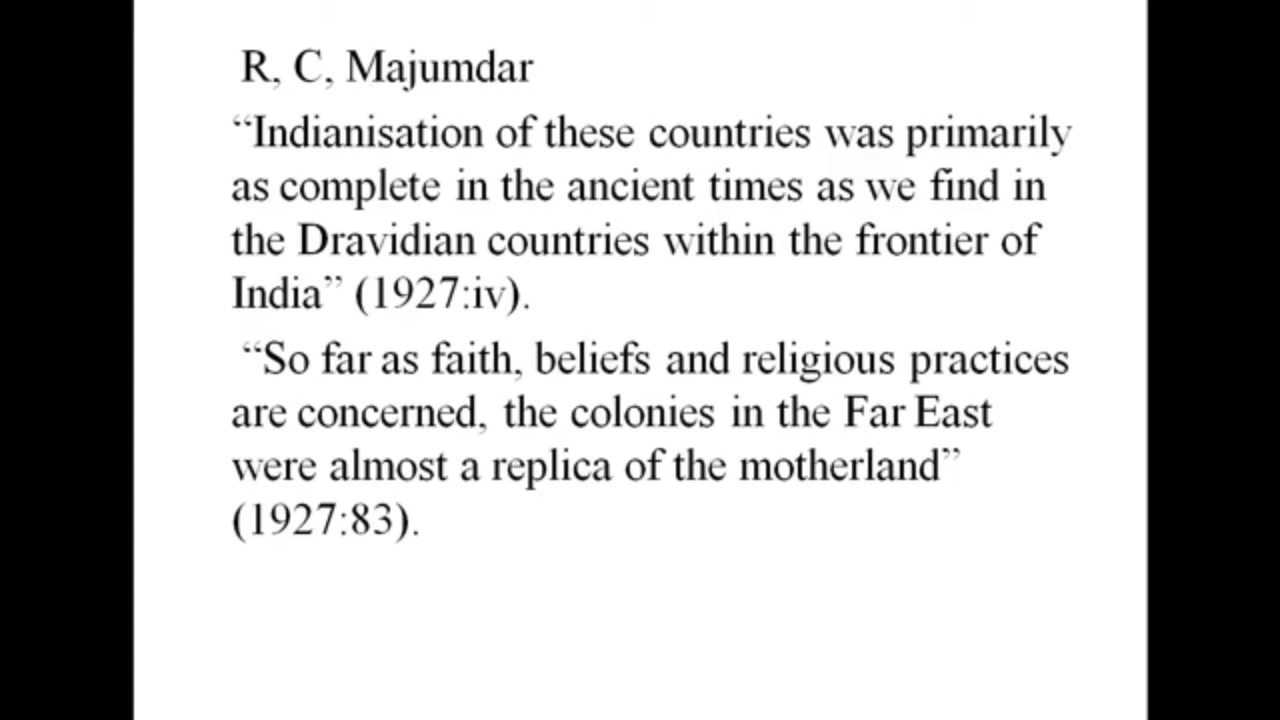 R, C, Majumdar
“Indianisation of these countries was primarily
as complete in the ancient times as we find in
the Dravidian countries within the frontier of
India” (1927:iv).
“So far as faith, beliefs and religious practices
are concerned, the colonies in the Far East
were almost a replica of the motherland”
(1927:83).